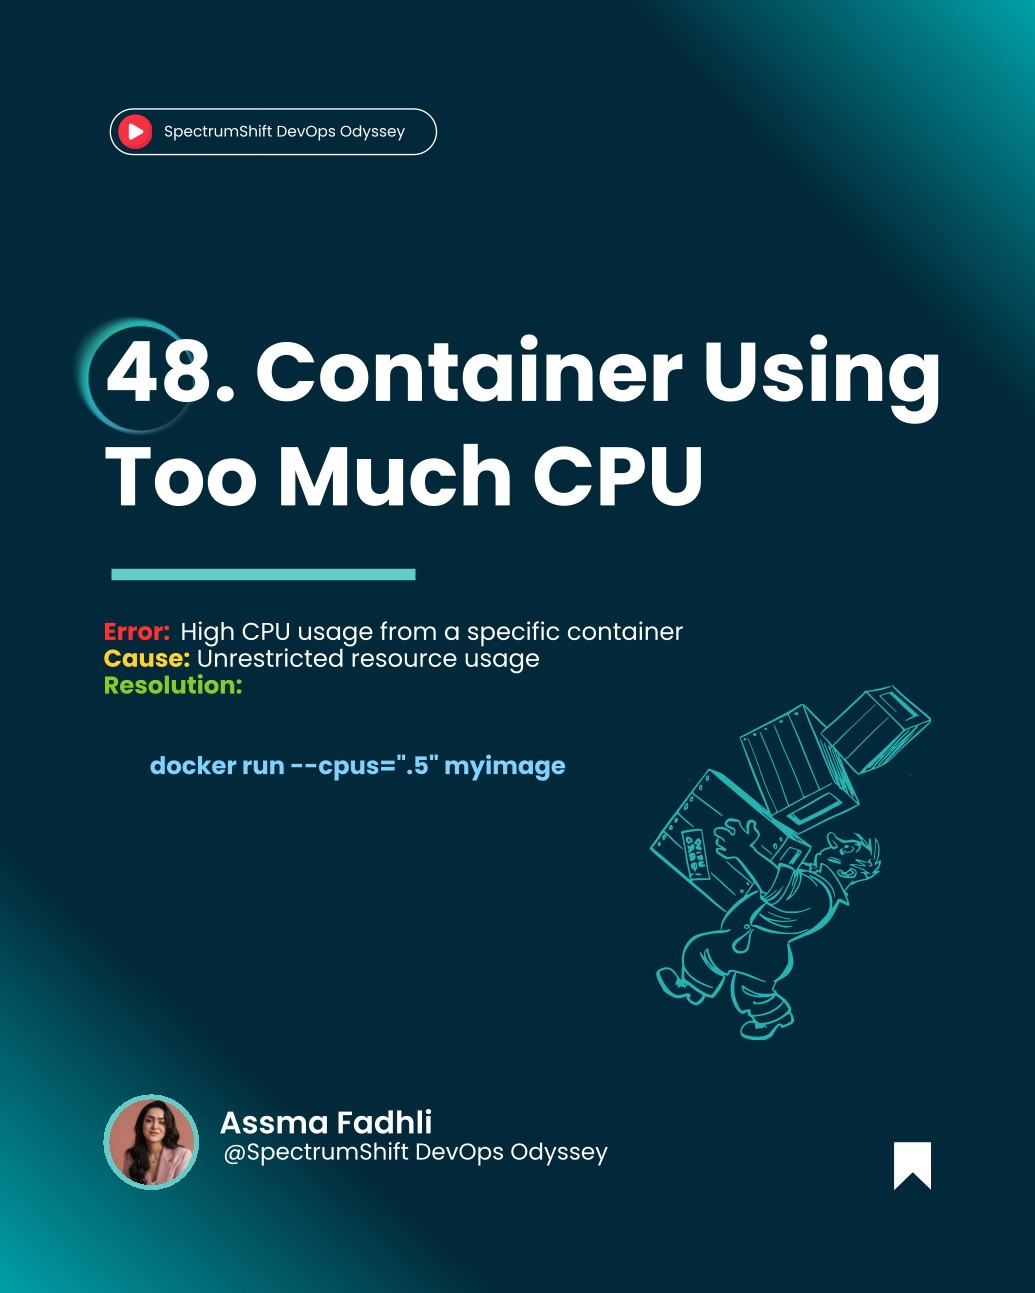 SpectrumShift DevOps Odyssey
48. Container Using
Too Much CPU
Error: High CPU usage from a specific container
Cause: Unrestricted resource usage
Resolution:
docker run --cpus=".5" myimage
Assma Fadhli
@SpectrumShift DevOps Odyssey